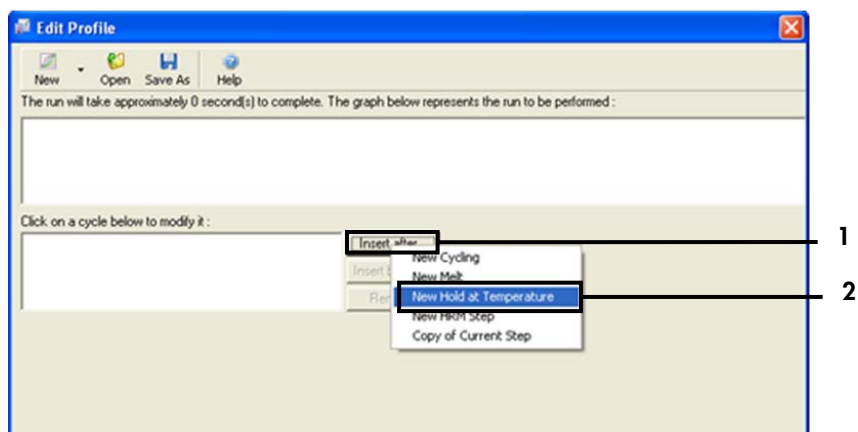 Edit Profile
New Open Save As Help
The run will take approximately 0 second(s) to complete. The graph below represents the run to be performed :
Click on a cycle below to modify it :
Insert after...
1
New Cycling
Insert
New Melt
New Hold at Temperature
2
New HRM Step
Copy of Current Step